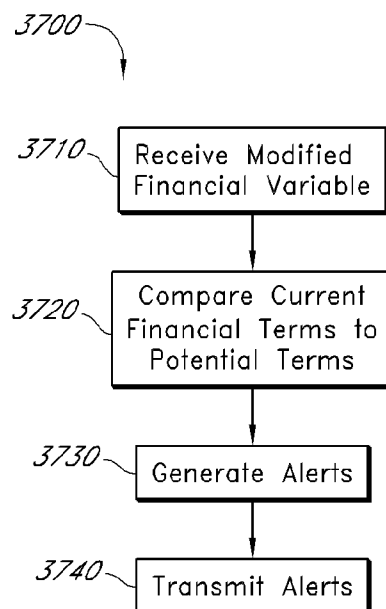 3700
3710
Receive Modified
Financial Variable
3720
Compare Current
Financial Terms to
Potential Terms
3730
Generate Alerts
3740
Transmit Alerts